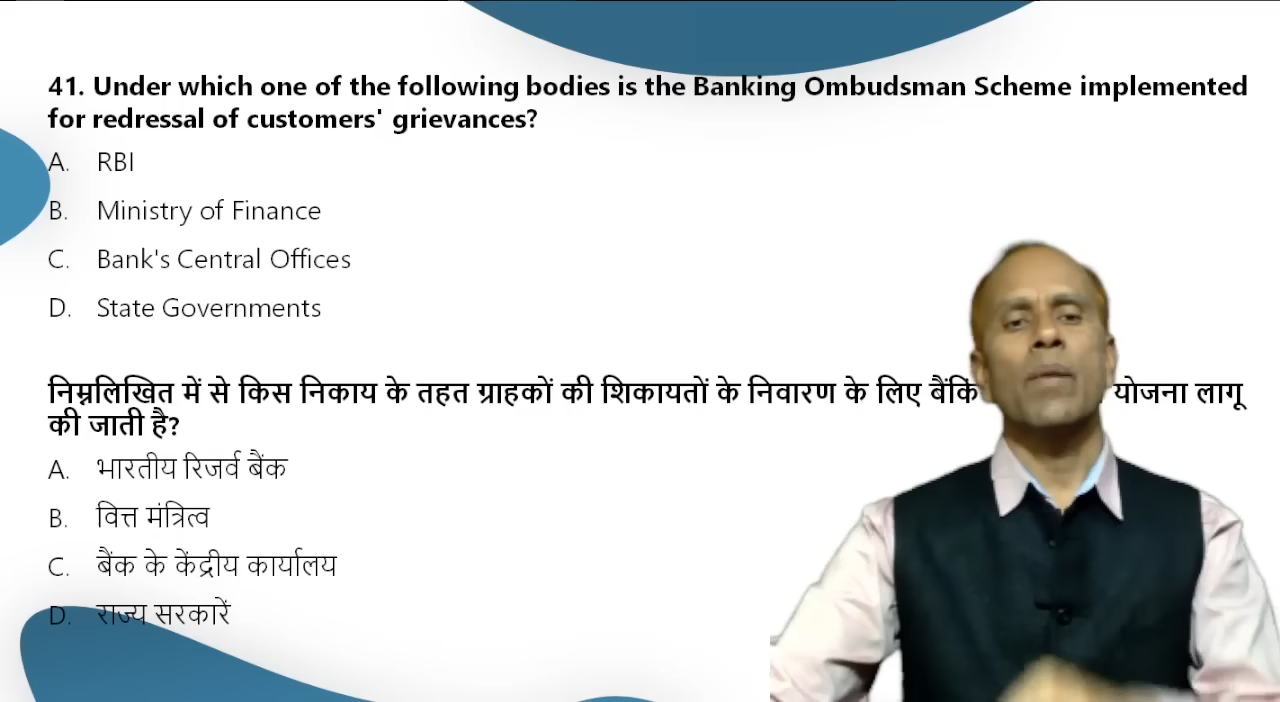 41. Under which one of the following bodies is the Banking Ombudsman Scheme implemented
for redressal of customers' grievances?
A. RBI
B. Ministry of Finance
C. Bank's Central Offices
D. State Governments
निम्नलिखित में से किस निकाय के तहत ग्राहकों की शिकायतों के निवारण के लिए योजना लागू
की जाती है?
A. भारतीय रिजर्व बैंक
B. वित्त मंत्रित्व
C. बैंक के केंद्रीय कार्यालय
D. राज्य सरकारें